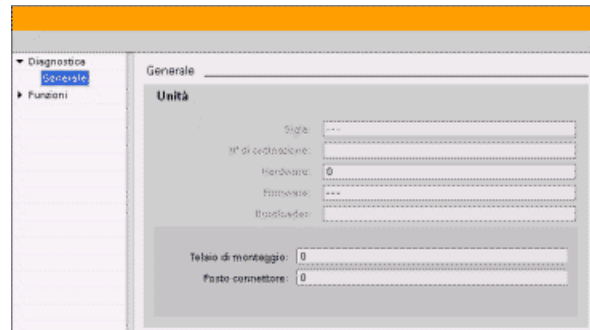 Diagnostica
Generale
Funzioni
Generale
Unità
Sigla: ---
N° di ordinazione:
Hardware: 0
Firmware: ---
Bootloader:
Telaio di montaggio: 0
Posto connettore: 0